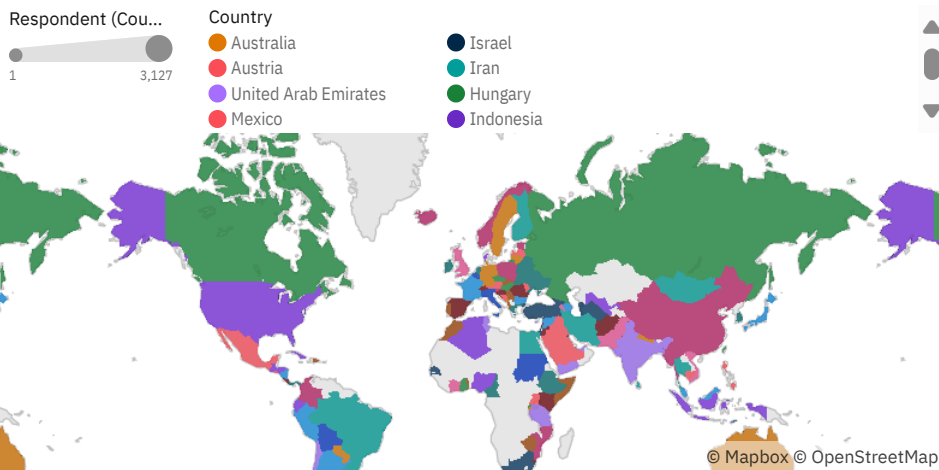 Respondent (Cou...
1
3,127
Country
Australia
Austria
United Arab Emirates
Mexico
Israel
Iran
Hungary
Indonesia
© Mapbox © OpenStreetMap